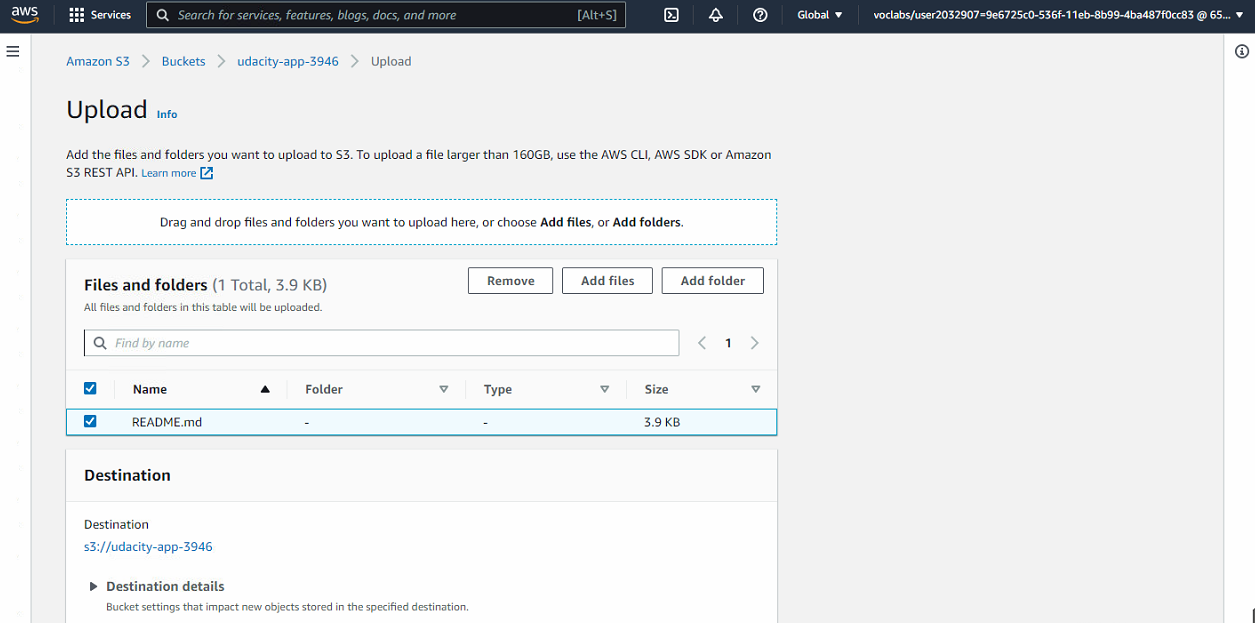 aws
Services
Search for services, features, blogs, docs, and more
[Alt+S]
Global
voclabs/user2032907=9e6725c0-536f-11eb-8b99-4ba487f0cc83 @ 65...
Amazon S3 > Buckets > udacity-app-3946 > Upload
Upload Info
Add the files and folders you want to upload to S3. To upload a file larger than 160GB, use the AWS CLI, AWS SDK or Amazon
S3 REST API. Learn more
Drag and drop files and folders you want to upload here, or choose Add files, or Add folders.
Files and folders (1 Total, 3.9 KB)
Remove
Add files
Add folder
All files and folders in this table will be uploaded.
Find by name
1
Name Folder Type Size
README.md - - 3.9 KB
Destination
Destination
s3://udacity-app-3946
Destination details
Bucket settings that impact new objects stored in the specified destination.